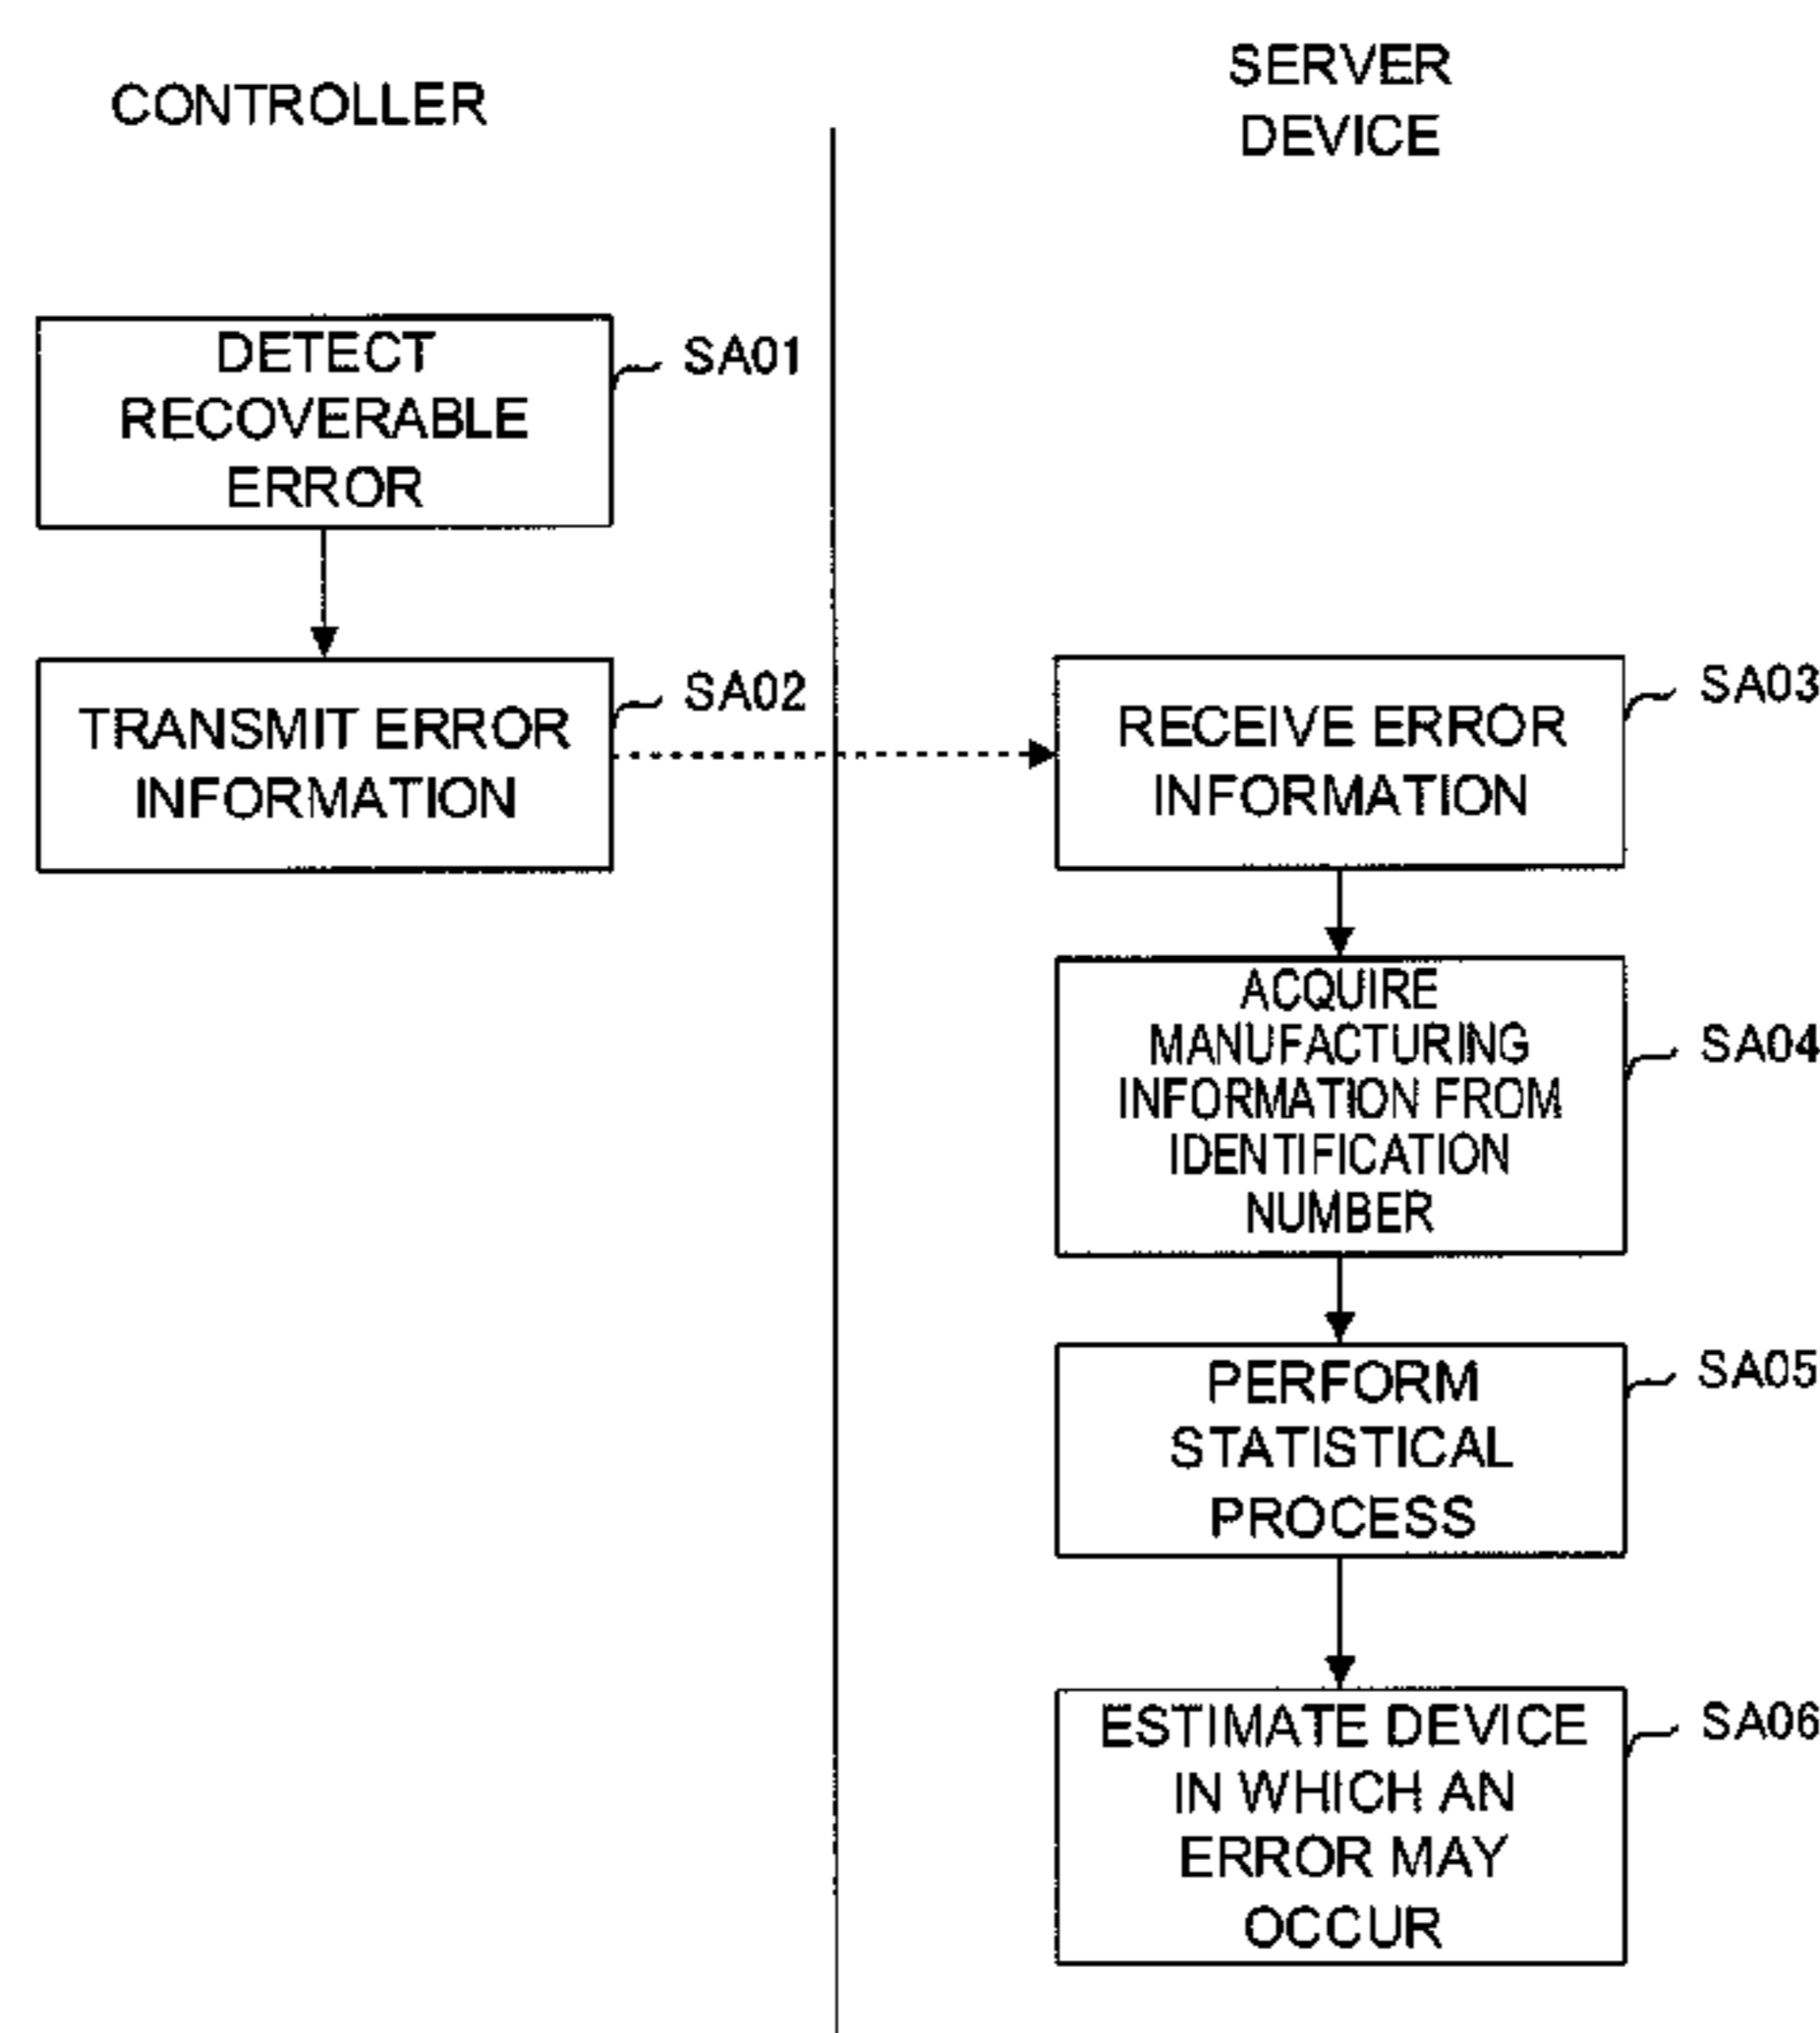 CONTROLLER
SERVER
DEVICE
DETECT
RECOVERABLE
ERROR
SA01
TRANSMIT ERROR
INFORMATION
SA02
RECEIVE ERROR
INFORMATION
SA03
ACQUIRE
MANUFACTURING
INFORMATION FROM
IDENTIFICATION
NUMBER
SA04
PERFORM
STATISTICAL
PROCESS
SA05
ESTIMATE DEVICE
IN WHICH AN
ERROR MAY
OCCUR
SA06